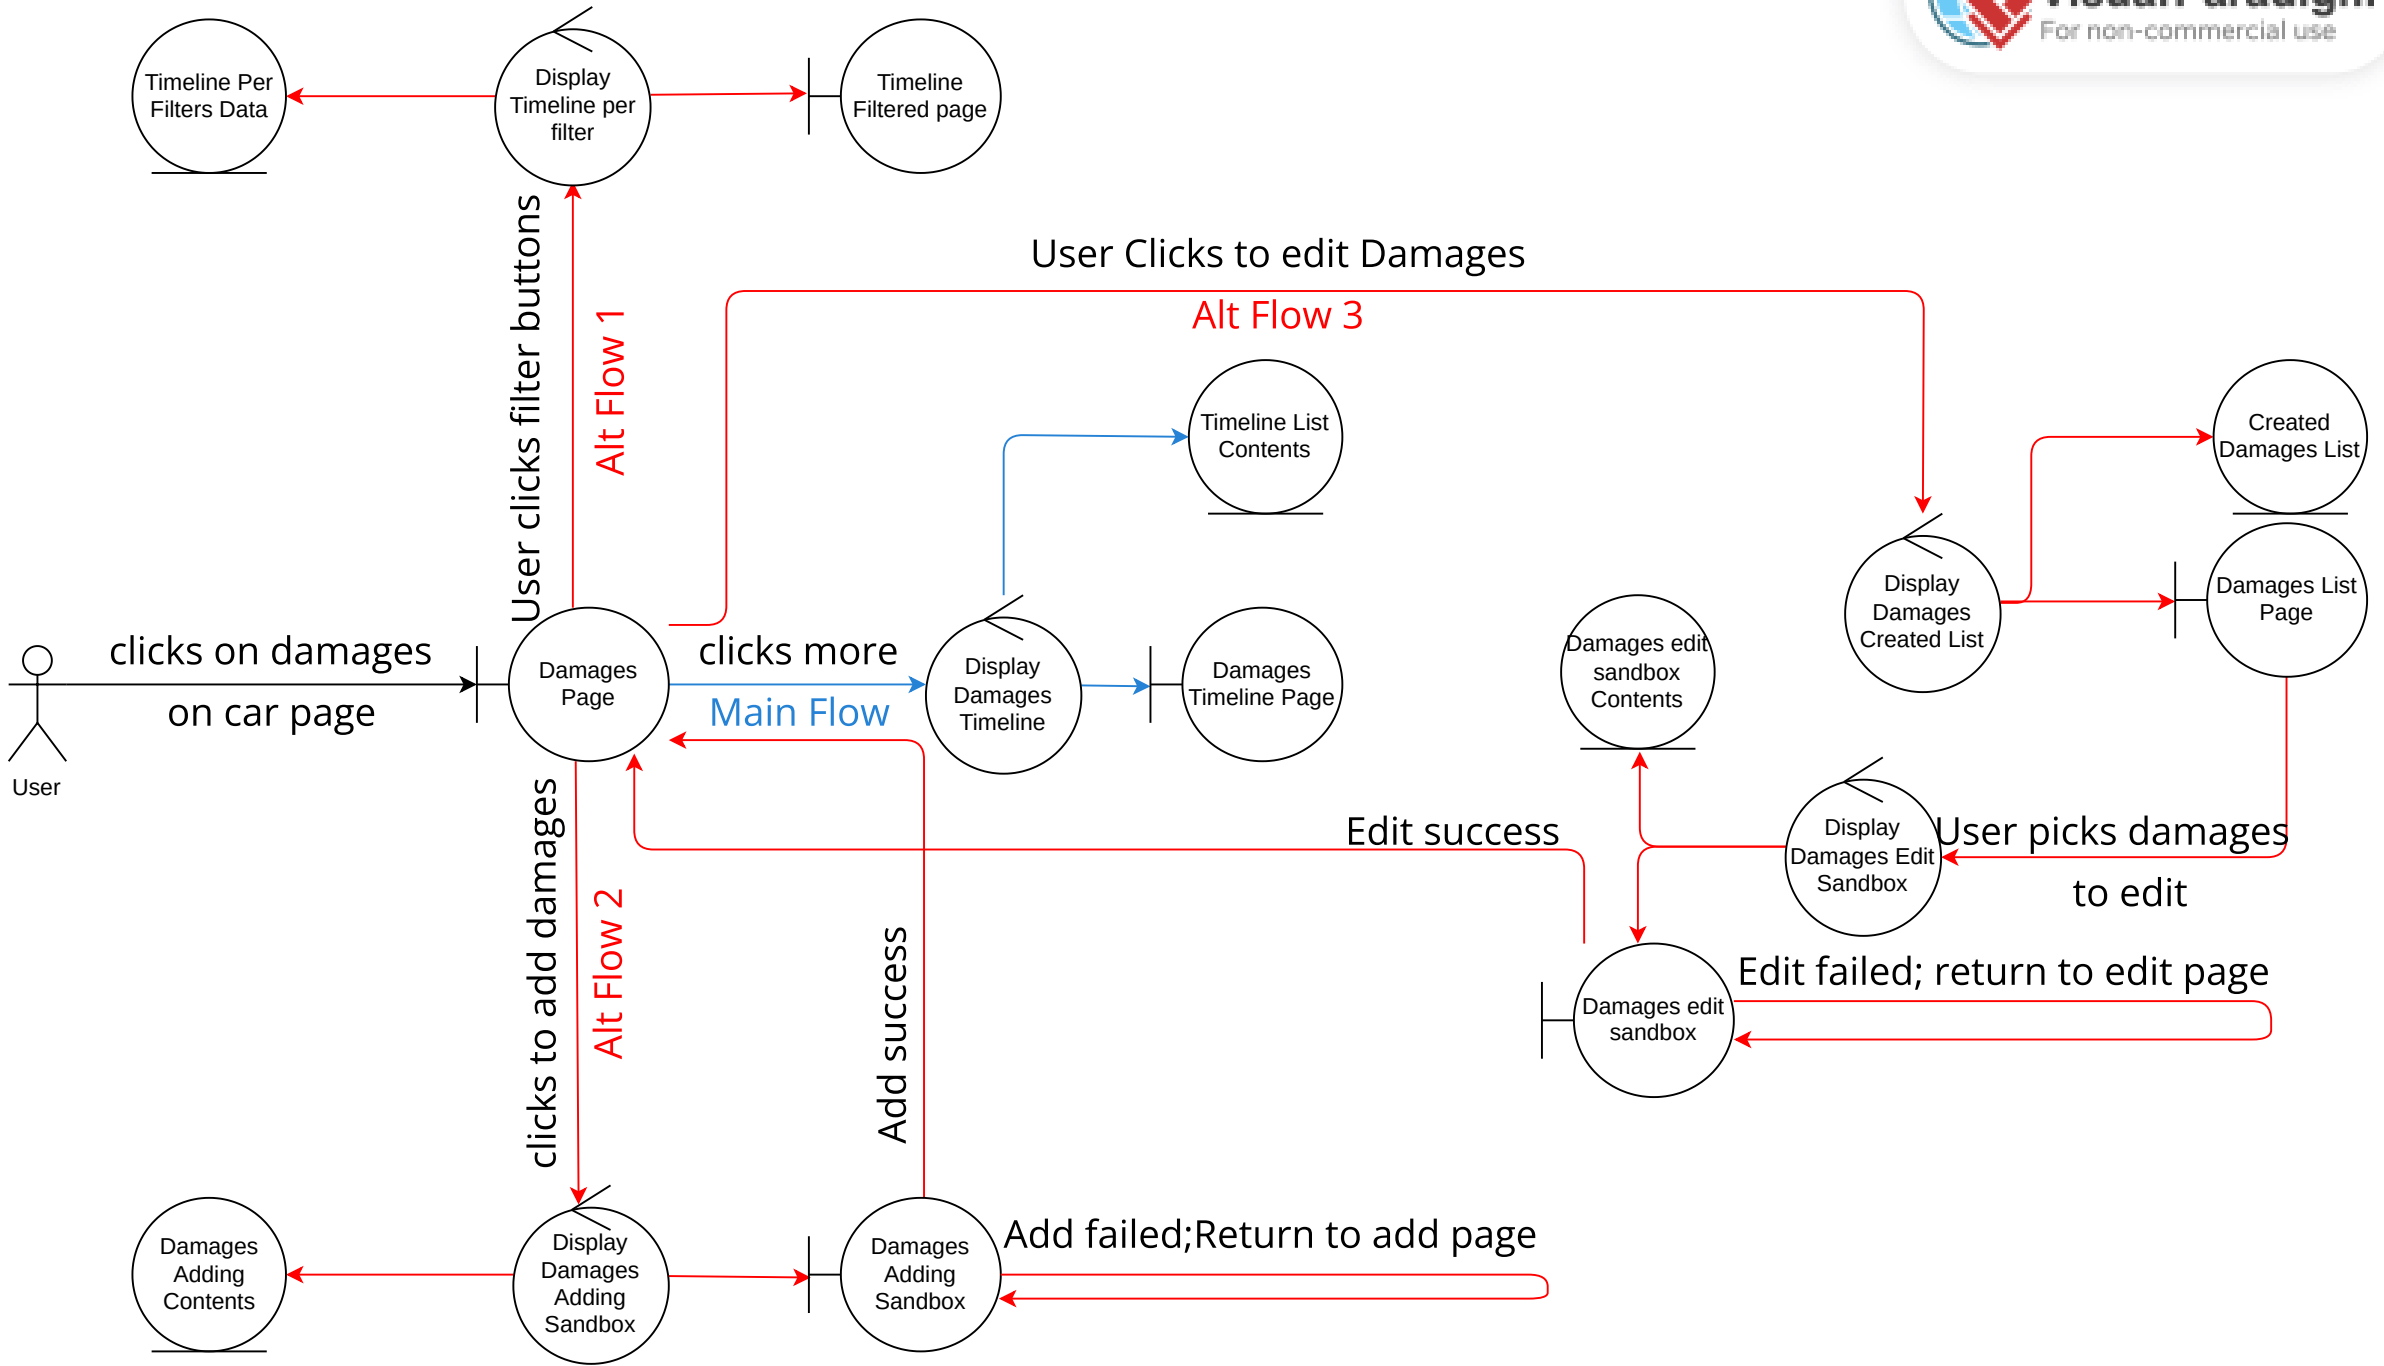 For non-commercial use
Timeline Per
Filters Data
Display
Timeline per
filter
Timeline
Filtered page
User clicks filter buttons
Alt Flow 1
User Clicks to edit Damages
Alt Flow 3
Timeline List
Contents
Created
Damages List
Display
Damages
Created List
Damages List
Page
clicks on damages
on car page
User
Damages
Page
clicks more
Main Flow
Display
Damages
Timeline
Damages
Timeline Page
Damages edit
sandbox
Contents
Display
Damages Edit
Sandbox
User picks damages
to edit
Edit success
clicks to add damages
Alt Flow 2
Add success
Damages edit
sandbox
Edit failed; return to edit page
Damages
Adding
Contents
Display
Damages
Adding
Sandbox
Damages
Adding
Sandbox
Add failed;Return to add page